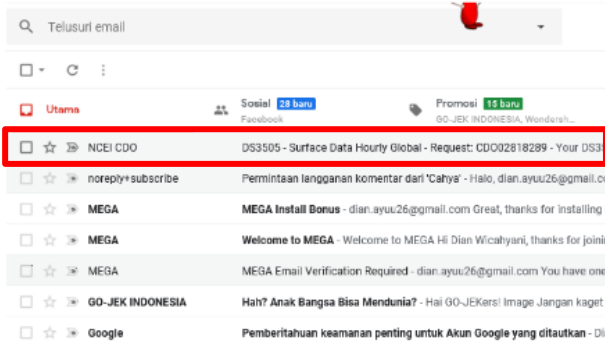 Telusuri email
Utama
Sosial 28 baru
Facebook
Promosi 15 baru
GO-JEK INDONESIA, Wondersh...
NCEI CDO DS3505 - Surface Data Hourly Global - Request: CDO02818289 - Your DS35
noreply+subscribe Permintaan langganan komentar dari 'Cahya' - Halo, dian.ayuu26@gmail.co
MEGA MEGA Install Bonus - dian.ayuu26@gmail.com Great, thanks for installing
MEGA Welcome to MEGA - Welcome to MEGA Hi Dian Wicahyani, thanks for joini
MEGA MEGA Email Verification Required - dian.ayuu26@gmail.com You have one
GO-JEK INDONESIA Hah? Anak Bangsa Bisa Mendunia? - Hai GO-JEKers! Image Jangan kaget
Google Pemberitahuan keamanan penting untuk Akun Google yang ditautkan - Di